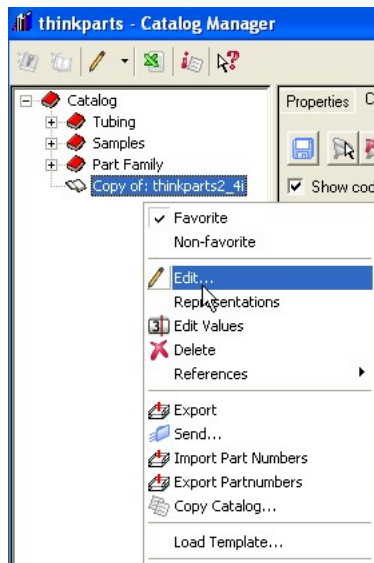 thinkparts - Catalog Manager
Catalog
Tubing
Samples
Part Family
Copy of: thinkparts2_4i
Properties
Show
Favorite
Non-favorite
Edit...
Representations
Edit Values
Delete
References
Export
Send...
Import Part Numbers
Export Partnumbers
Copy Catalog...
Load Template...